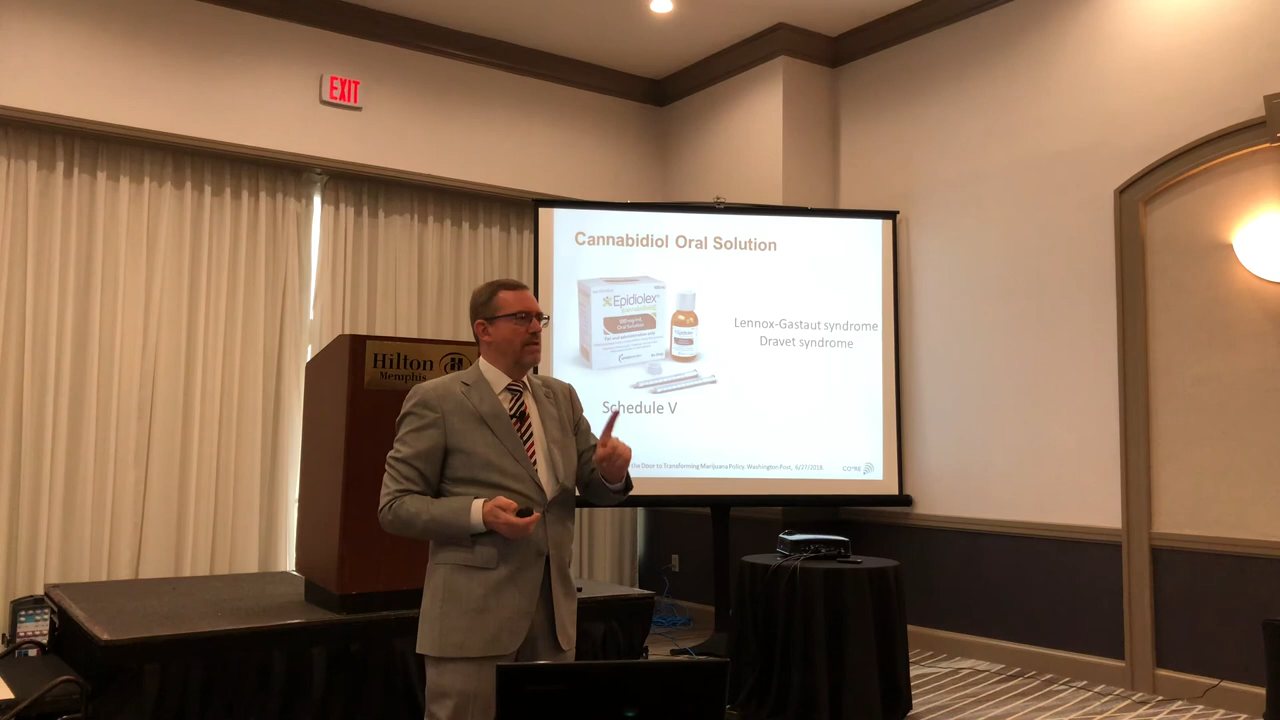 EXIT
Cannabidiol Oral Solution
Epidiolex
Oral Solution
Epidiolex
Lennox-Gastaut syndrome
Dravet syndrome
Hilton
Memphis
Schedule V
the Door to Transforming Marijuana Policy. Washington Post, 6/27/2018.